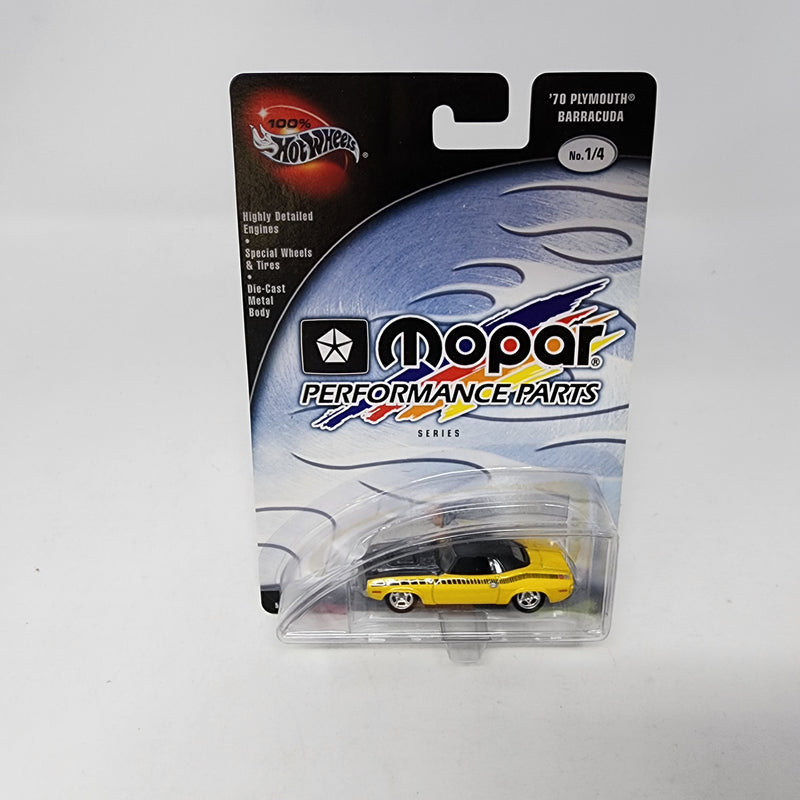 100%
Hot Wheels®
'70 PLYMOUTH®
BARRACUDA
No. 1/4
Highly Detailed
Engines
•
Special Wheels
& Tires
•
Die-Cast
Metal
Body
mopar®
PERFORMANCE PARTS
SERIES